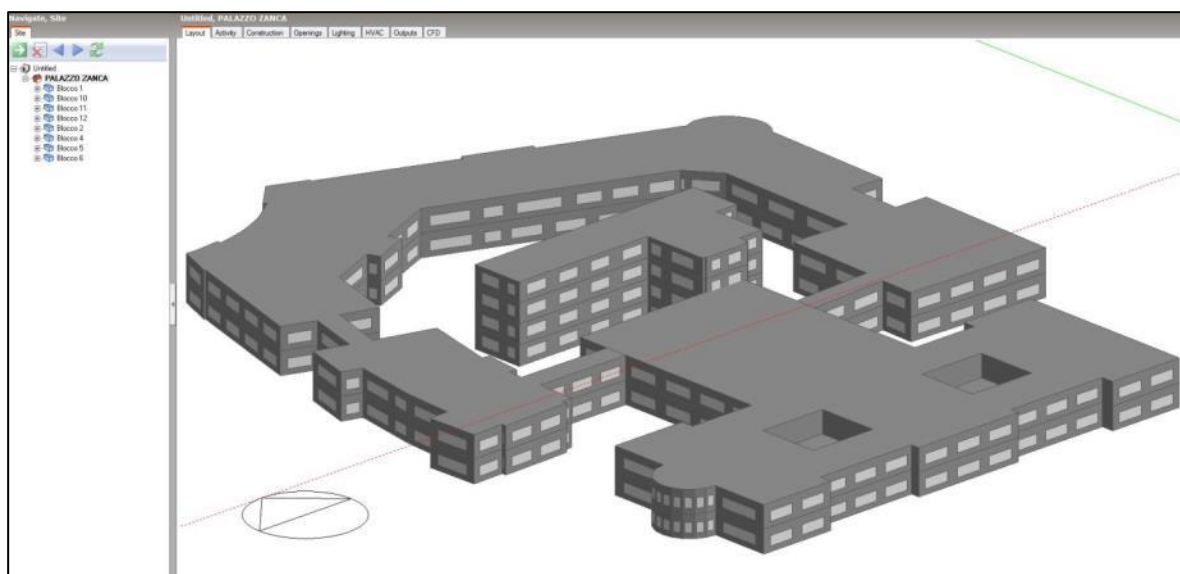 Navigate, Site
Site
Untitled
PALAZZO ZANCA
Blocco 1
Blocco 10
Blocco 11
Blocco 12
Blocco 2
Blocco 4
Blocco 5
Blocco 6
Untitled, PALAZZO ZANCA
Layout Activity Construction Openings Lighting HVAC Outputs CFD